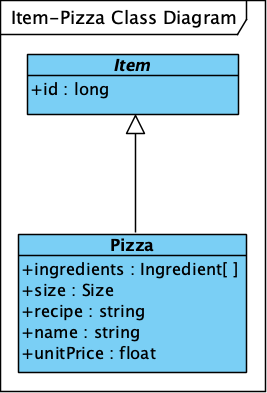 Item-Pizza Class Diagram
Item
+id : long
Pizza
+ingredients : Ingredient[ ]
+size : Size
+recipe : string
+name : string
+unitPrice : float